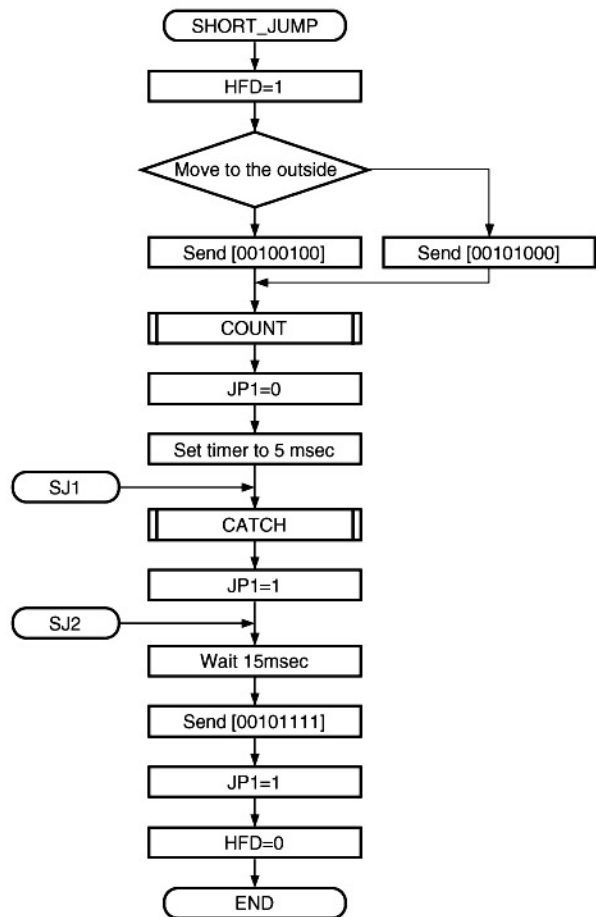 SHORT_JUMP
HFD=1
Move to the outside
Send [00100100]
Send [00101000]
COUNT
JP1=0
Set timer to 5 msec
SJ1
CATCH
JP1=1
SJ2
Wait 15msec
Send [00101111]
JP1=1
HFD=0
END